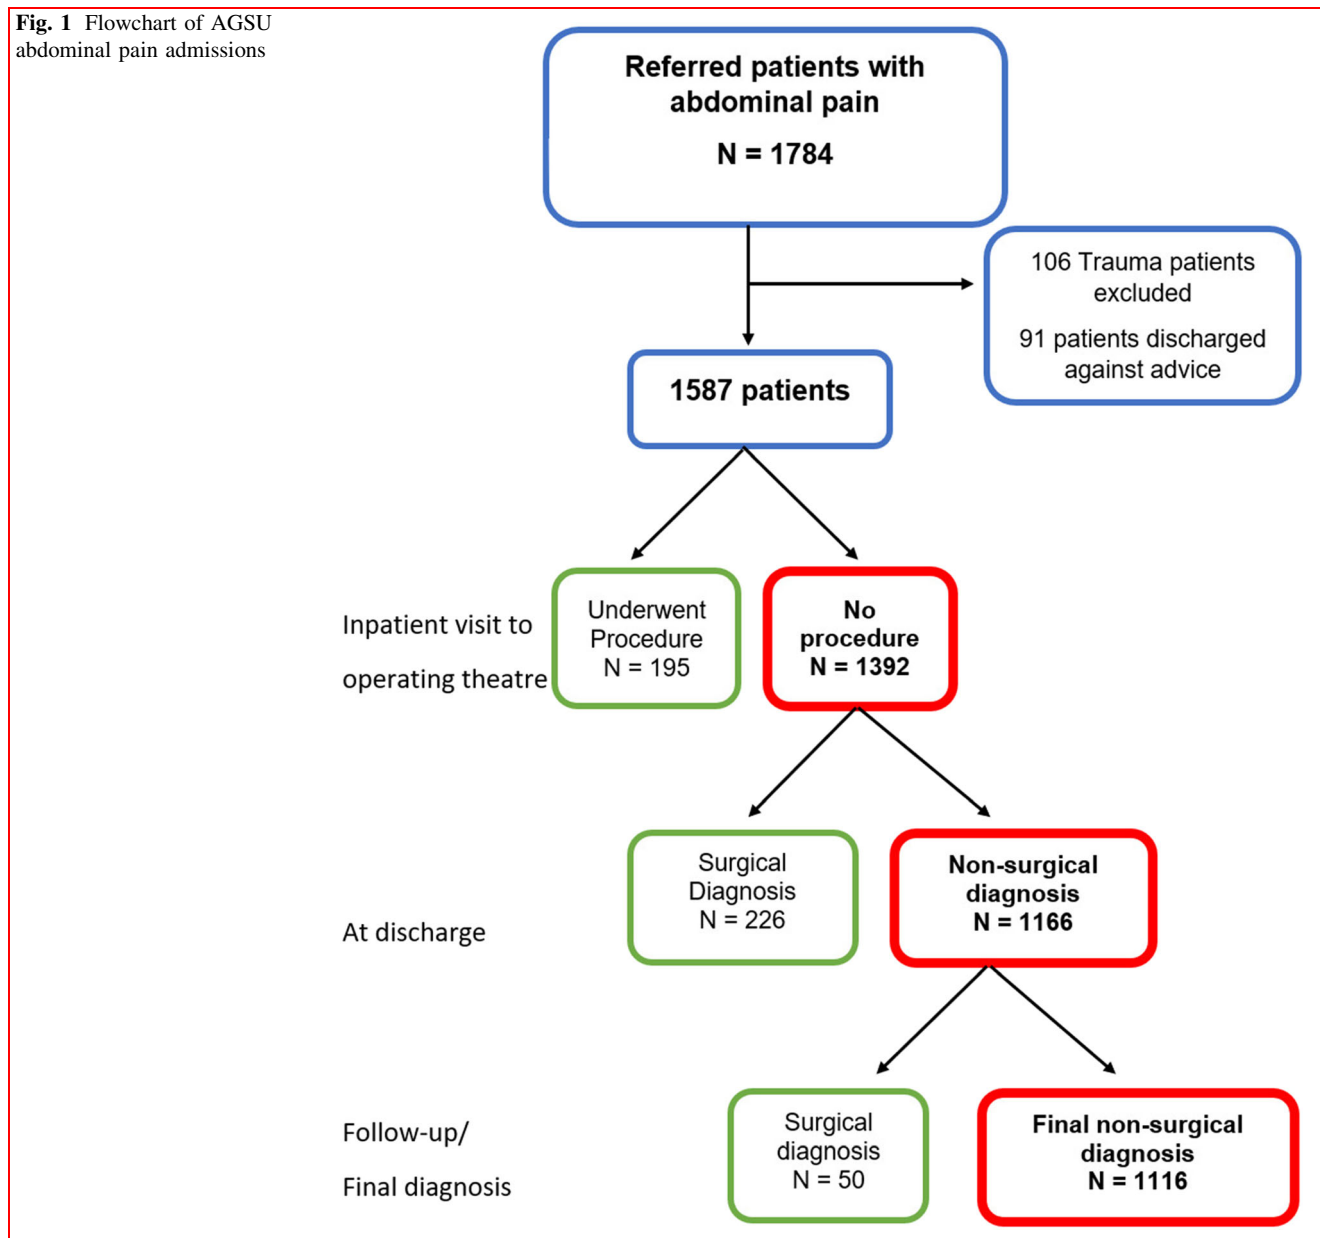 Fig. 1 Flowchart of AGSU
abdominal pain admissions
Referred patients with
abdominal pain
N = 1784
106 Trauma patients
excluded
91 patients discharged
against advice
1587 patients
Inpatient visit to
operating theatre
Underwent
Procedure
N = 195
No
procedure
N = 1392
At discharge
Surgical
Diagnosis
N = 226
Non-surgical
diagnosis
N = 1166
Follow-up/
Final diagnosis
Surgical
diagnosis
N = 50
Final non-surgical
diagnosis
N = 1116